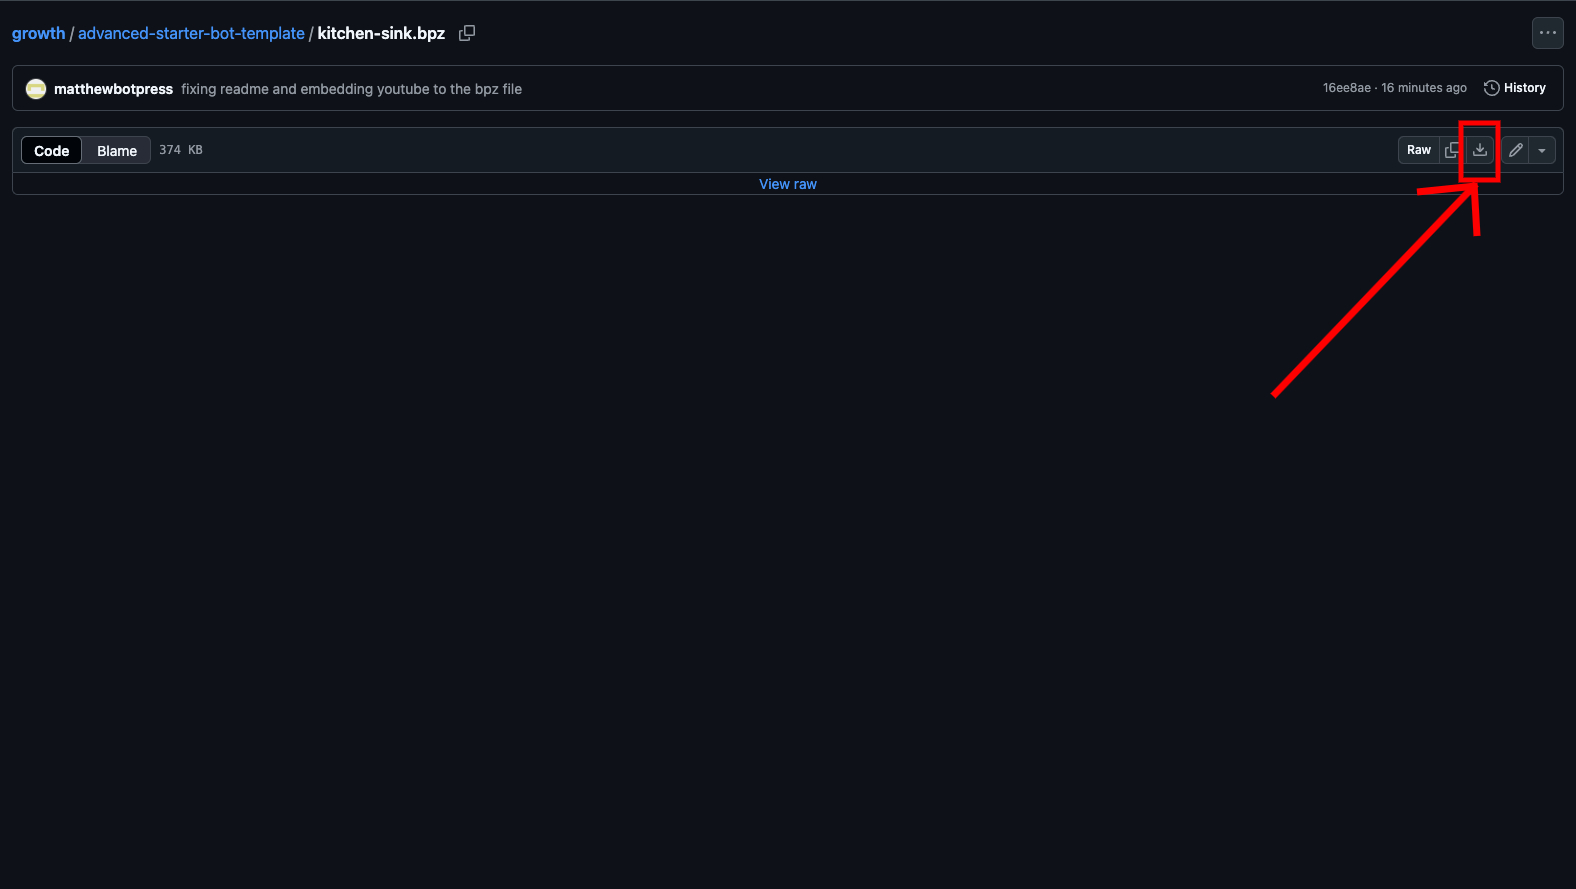 growth / advanced-starter-bot-template / kitchen-sink.bpz
matthewbotpress fixing readme and embedding youtube to the bpz file 16ee8ae · 16 minutes ago History
Code Blame 374 KB Raw
View raw